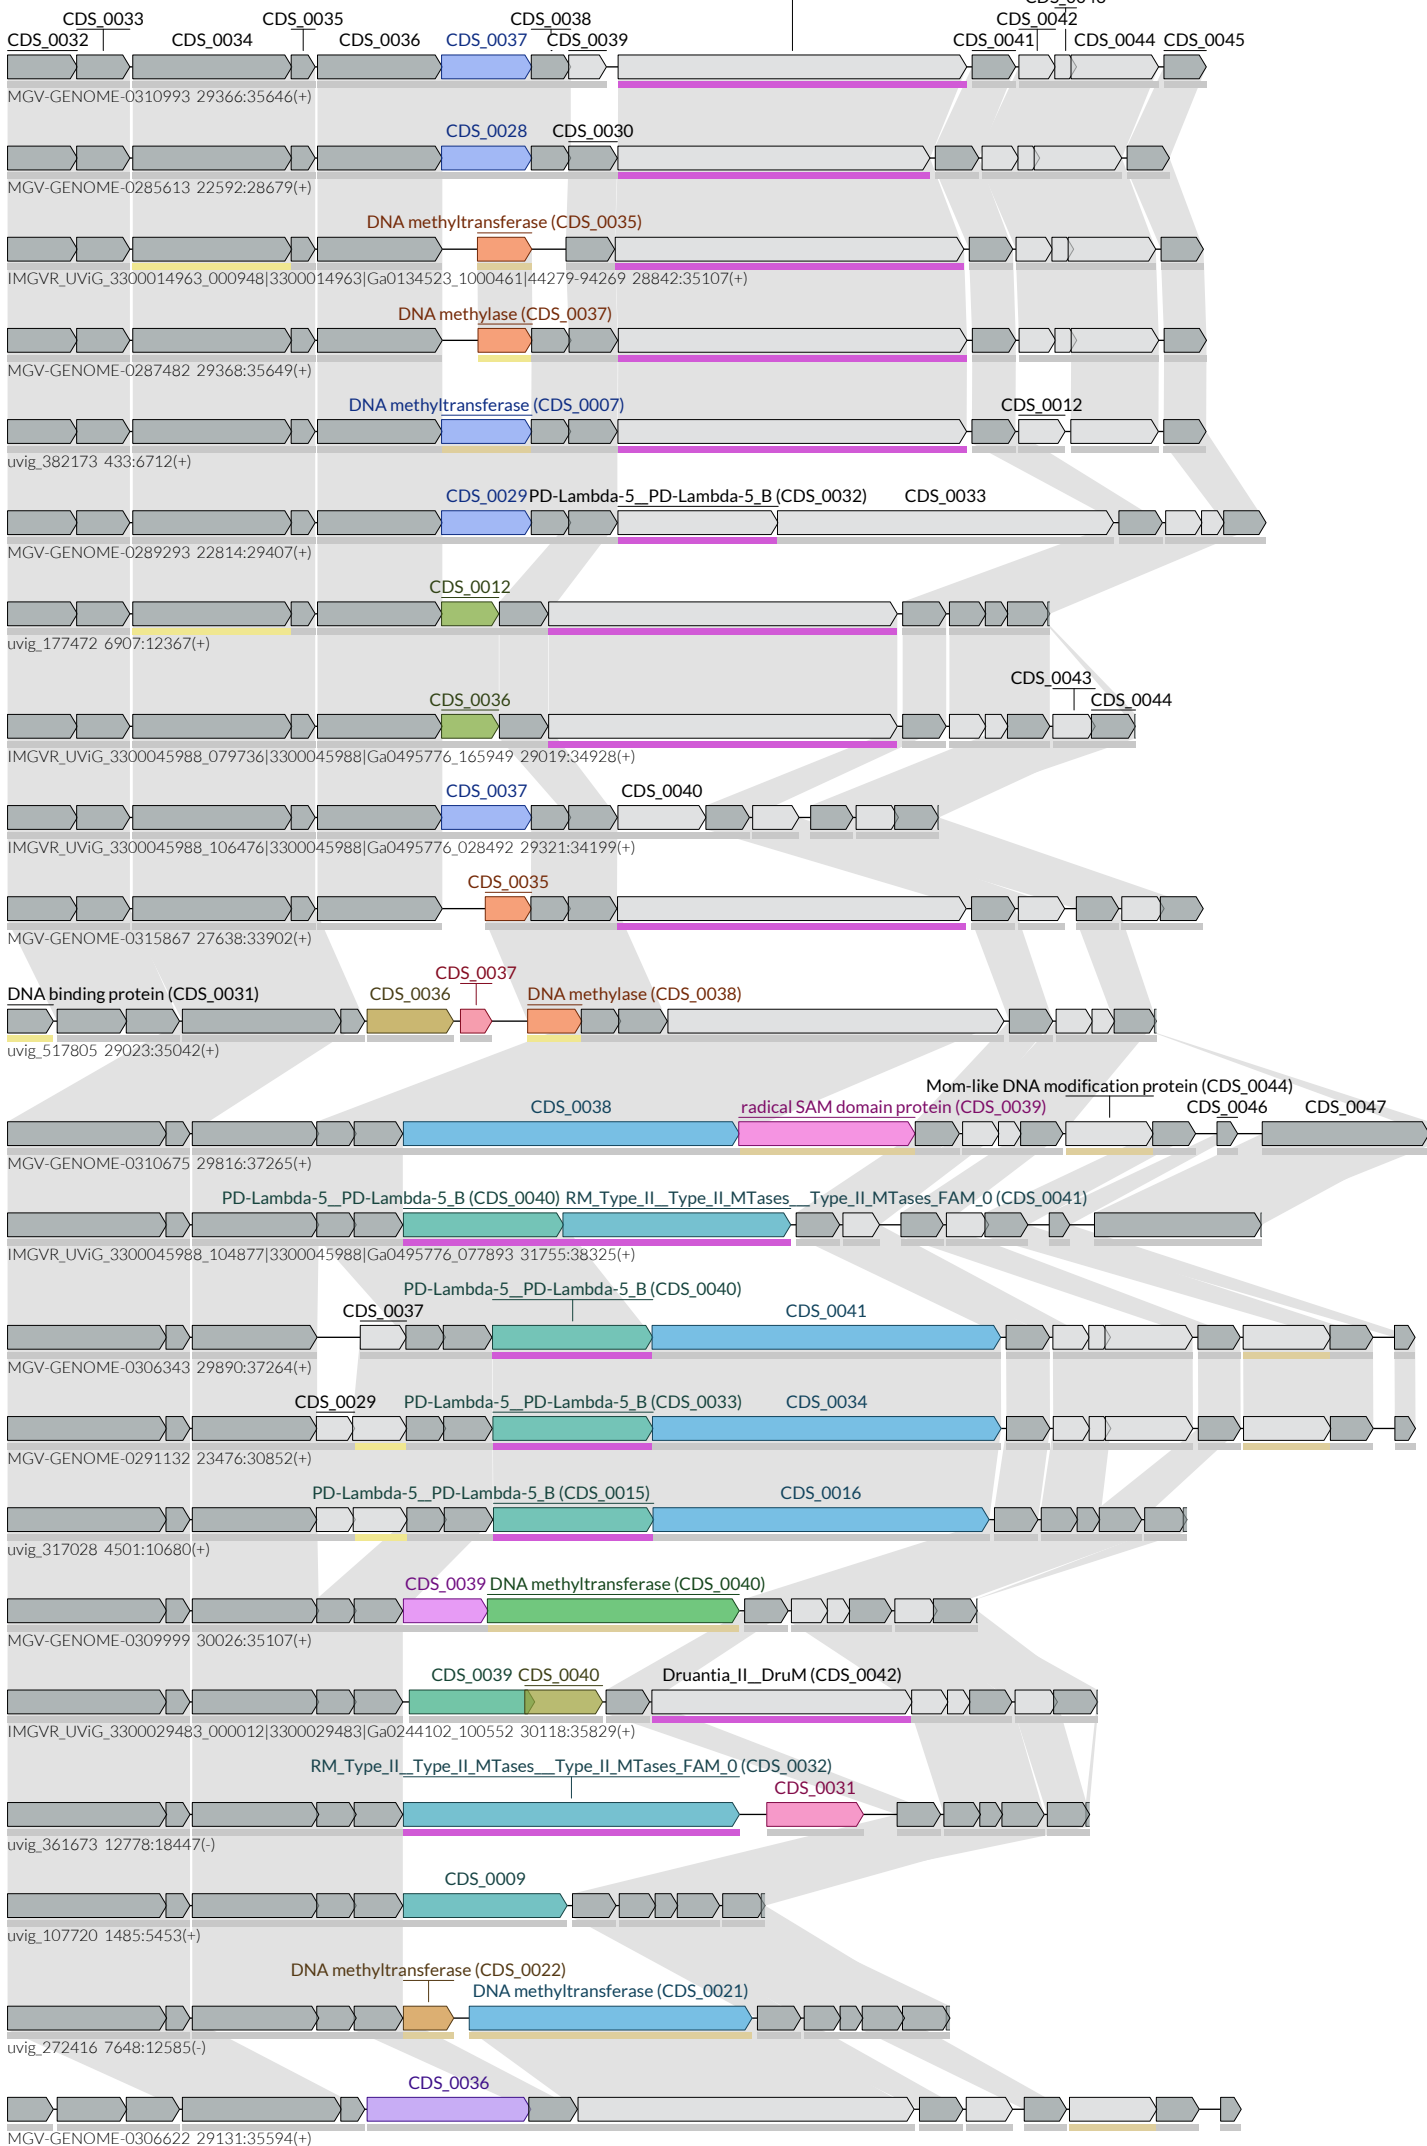 CDS_0033 CDS_0035 CDS_0038 CDS_0042
CDS_0032 CDS_0034 CDS_0036 CDS_0037 CDS_0039 CDS_0041 CDS_0044 CDS_0045
MGV-GENOME-0310993 29366:35646(+)
CDS_0028 CDS_0030
MGV-GENOME-0285613 22592:28679(+)
DNA methyltransferase (CDS_0035)
IMGVR_UViG_3300014963_000948|3300014963|Ga0134523_1000461|44279-94269 28842:35107(+)
DNA methylase (CDS_0037)
MGV-GENOME-0287482 29368:35649(+)
DNA methyltransferase (CDS_0007) CDS_0012
uvig_382173 433:6712(+)
CDS_0029 PD-Lambda-5__PD-Lambda-5_B (CDS_0032) CDS_0033
MGV-GENOME-0289293 22814:29407(+)
CDS_0012
uvig_177472 6907:12367(+)
CDS_0043
CDS_0036 CDS_0044
IMGVR_UViG_3300045988_079736|3300045988|Ga0495776_165949 29019:34928(+)
CDS_0037 CDS_0040
IMGVR_UViG_3300045988_106476|3300045988|Ga0495776_028492 29321:34199(+)
CDS_0035
MGV-GENOME-0315867 27638:33902(+)
CDS_0037
DNA binding protein (CDS_0031) CDS_0036 DNA methylase (CDS_0038)
uvig_517805 29023:35042(+)
Mom-like DNA modification protein (CDS_0044)
CDS_0038 radical SAM domain protein (CDS_0039) CDS_0046 CDS_0047
MGV-GENOME-0310675 29816:37265(+)
PD-Lambda-5__PD-Lambda-5_B (CDS_0040) RM_Type_II__Type_II_MTases___Type_II_MTases_FAM_0 (CDS_0041)
IMGVR_UViG_3300045988_104877|3300045988|Ga0495776_077893 31755:38325(+)
PD-Lambda-5__PD-Lambda-5_B (CDS_0040)
CDS_0037 CDS_0041
MGV-GENOME-0306343 29890:37264(+)
CDS_0029 PD-Lambda-5__PD-Lambda-5_B (CDS_0033) CDS_0034
MGV-GENOME-0291132 23476:30852(+)
PD-Lambda-5__PD-Lambda-5_B (CDS_0015) CDS_0016
uvig_317028 4501:10680(+)
CDS_0039 DNA methyltransferase (CDS_0040)
MGV-GENOME-0309999 30026:35107(+)
CDS_0039 CDS_0040 Druantia_II__DruM (CDS_0042)
IMGVR_UViG_3300029483_000012|3300029483|Ga0244102_100552 30118:35829(+)
RM_Type_II__Type_II_MTases___Type_II_MTases_FAM_0 (CDS_0032)
CDS_0031
uvig_361673 12778:18447(-)
CDS_0009
uvig_107720 1485:5453(+)
DNA methyltransferase (CDS_0022)
DNA methyltransferase (CDS_0021)
uvig_272416 7648:12585(-)
CDS_0036
MGV-GENOME-0306622 29131:35594(+)